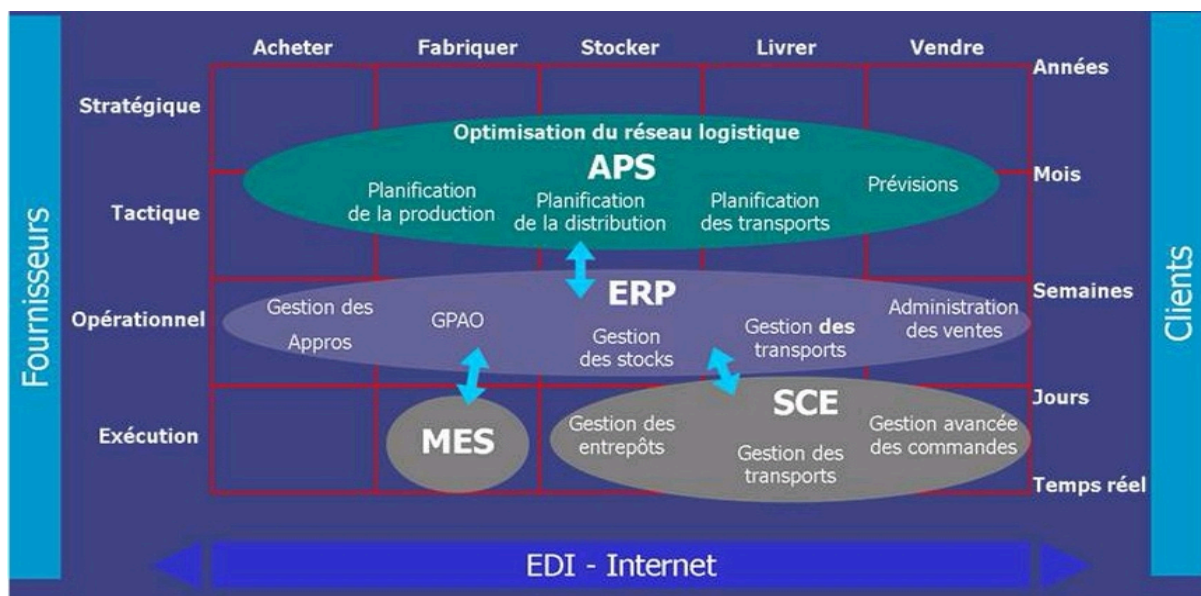 Acheter
Fabriquer
Stocker
Livrer
Vendre
Années
Stratégique
Optimisation du réseau logistique
APS
Mois
Planification
de la production
Planification
de la distribution
Planification
des transports
Prévisions
Tactique
Fournisseurs
Clients
ERP
Semaines
Opérationnel
Gestion des
Appros
GPAO
Gestion
des stocks
Gestion des
transports
Administration
des ventes
Jours
Exécution
MES
SCE
Gestion des
entrepôts
Gestion des
transports
Gestion avancée
des commandes
Temps réel
EDI - Internet